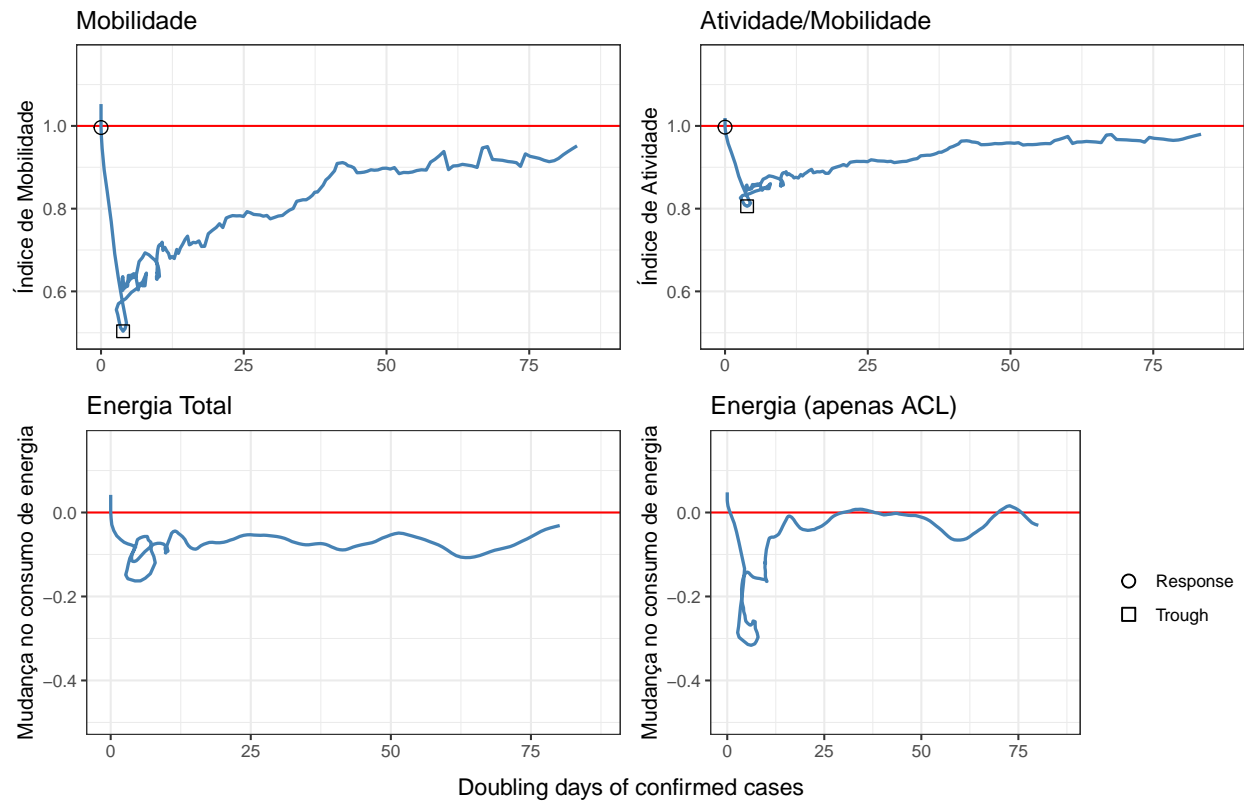 Mobilidade
Índice de Mobilidade
1.0
0.8
0.6
0
25
50
75
Atividade/Mobilidade
Índice de Atividade
1.0
0.8
0.6
0
25
50
75
Energia Total
Mudança no consumo de energia
0.0
−0.2
−0.4
0
25
50
75
Energia (apenas ACL)
Mudança no consumo de energia
0.0
−0.2
−0.4
0
25
50
75
Response
Trough
Doubling days of confirmed cases